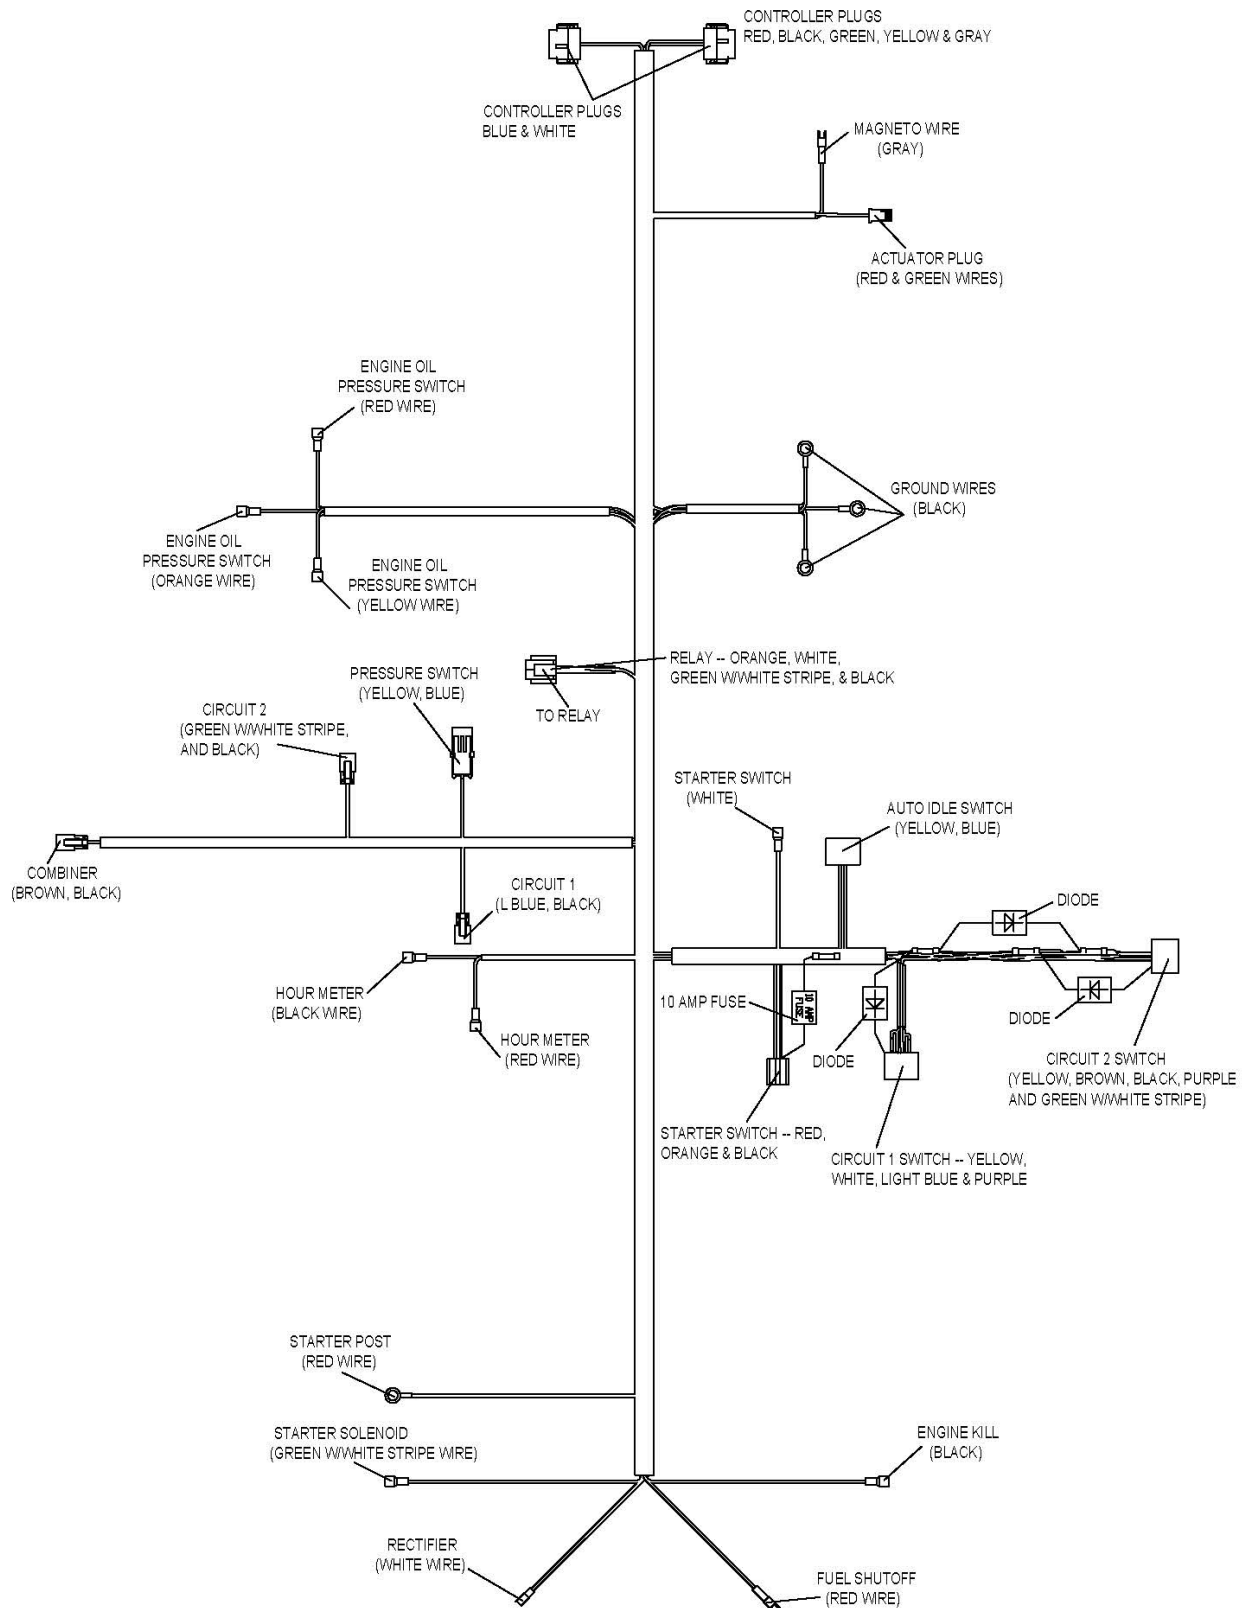 CONTROLLER PLUGS
RED, BLACK, GREEN, YELLOW & GRAY
CONTROLLER PLUGS
BLUE & WHITE
MAGNETO WIRE
(GRAY)
ACTUATOR PLUG
(RED & GREEN WIRES)
ENGINE OIL
PRESSURE SWITCH
(RED WIRE)
GROUND WIRES
(BLACK)
ENGINE OIL
PRESSURE SWITCH
(ORANGE WIRE)
ENGINE OIL
PRESSURE SWITCH
(YELLOW WIRE)
RELAY -- ORANGE, WHITE,
GREEN W/WHITE STRIPE, & BLACK
TO RELAY
PRESSURE SWITCH
(YELLOW, BLUE)
CIRCUIT 2
(GREEN W/WHITE STRIPE,
AND BLACK)
STARTER SWITCH
(WHITE)
AUTO IDLE SWITCH
(YELLOW, BLUE)
COMBINER
(BROWN, BLACK)
CIRCUIT 1
(L BLUE, BLACK)
DIODE
HOUR METER
(BLACK WIRE)
10 AMP FUSE
10 AMP
FUSE
DIODE
HOUR METER
(RED WIRE)
DIODE
CIRCUIT 2 SWITCH
(YELLOW, BROWN, BLACK, PURPLE
AND GREEN W/WHITE STRIPE)
STARTER SWITCH -- RED,
ORANGE & BLACK
CIRCUIT 1 SWITCH -- YELLOW,
WHITE, LIGHT BLUE & PURPLE
STARTER POST
(RED WIRE)
STARTER SOLENOID
(GREEN W/WHITE STRIPE WIRE)
ENGINE KILL
(BLACK)
RECTIFIER
(WHITE WIRE)
FUEL SHUTOFF
(RED WIRE)